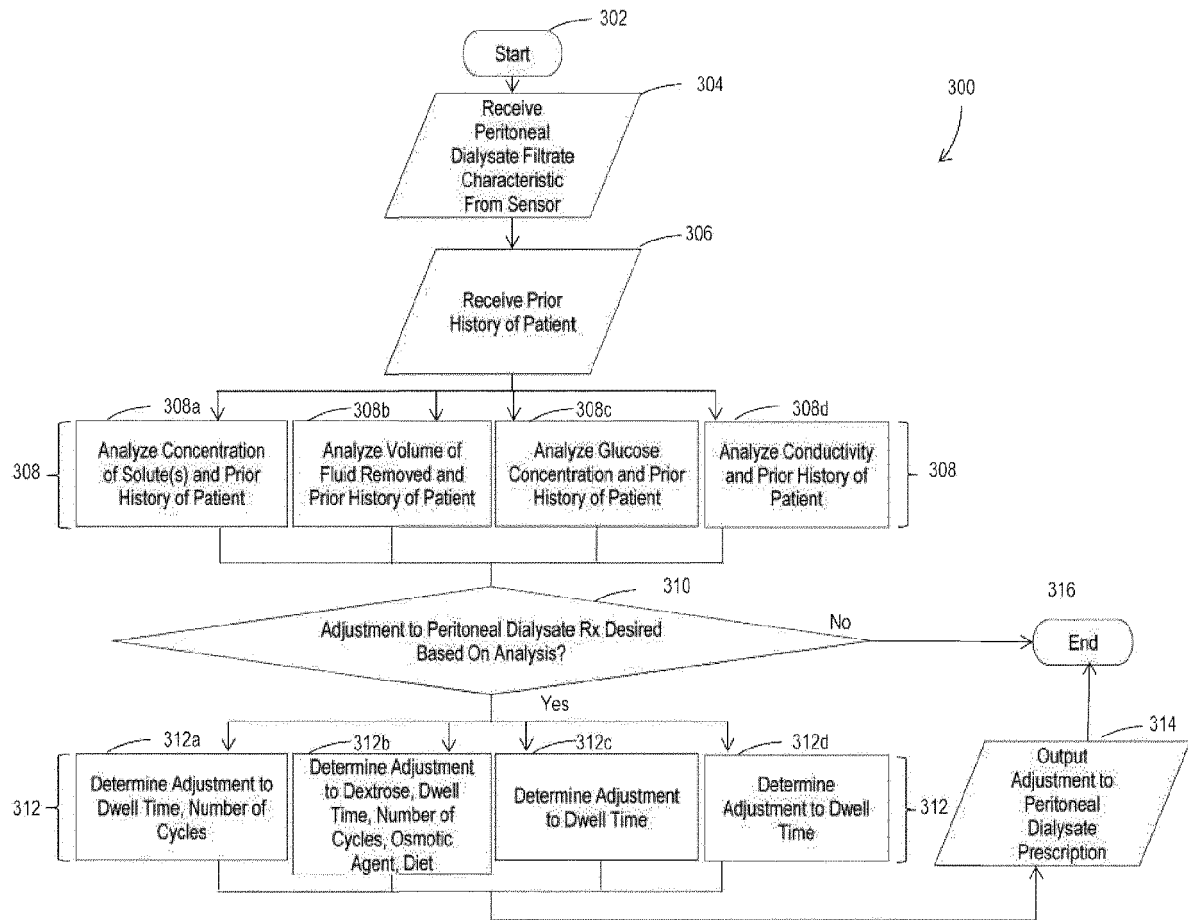 302
Start
304
300
Receive
Peritoneal
Dialysate Filtrate
Characteristic
From Sensor
306
Receive Prior
History of Patient
308a
308b
308c
308d
308
Analyze Concentration
of Solute(s) and Prior
History of Patient
Analyze Volume of
Fluid Removed and
Prior History of Patient
Analyze Glucose
Concentration and Prior
History of Patient
Analyze Conductivity
and Prior History of
Patient
308
310
316
Adjustment to Peritoneal Dialysate Rx Desired
Based On Analysis?
No
End
Yes
312a
312b
312c
312d
314
312
Determine Adjustment to
Dwell Time, Number of
Cycles
Determine Adjustment
to Dextrose, Dwell
Time, Number of
Cycles, Osmotic
Agent, Diet
Determine Adjustment
to Dwell Time
Determine
Adjustment to Dwell
Time
312
Output
Adjustment to
Peritoneal
Dialysate
Prescription